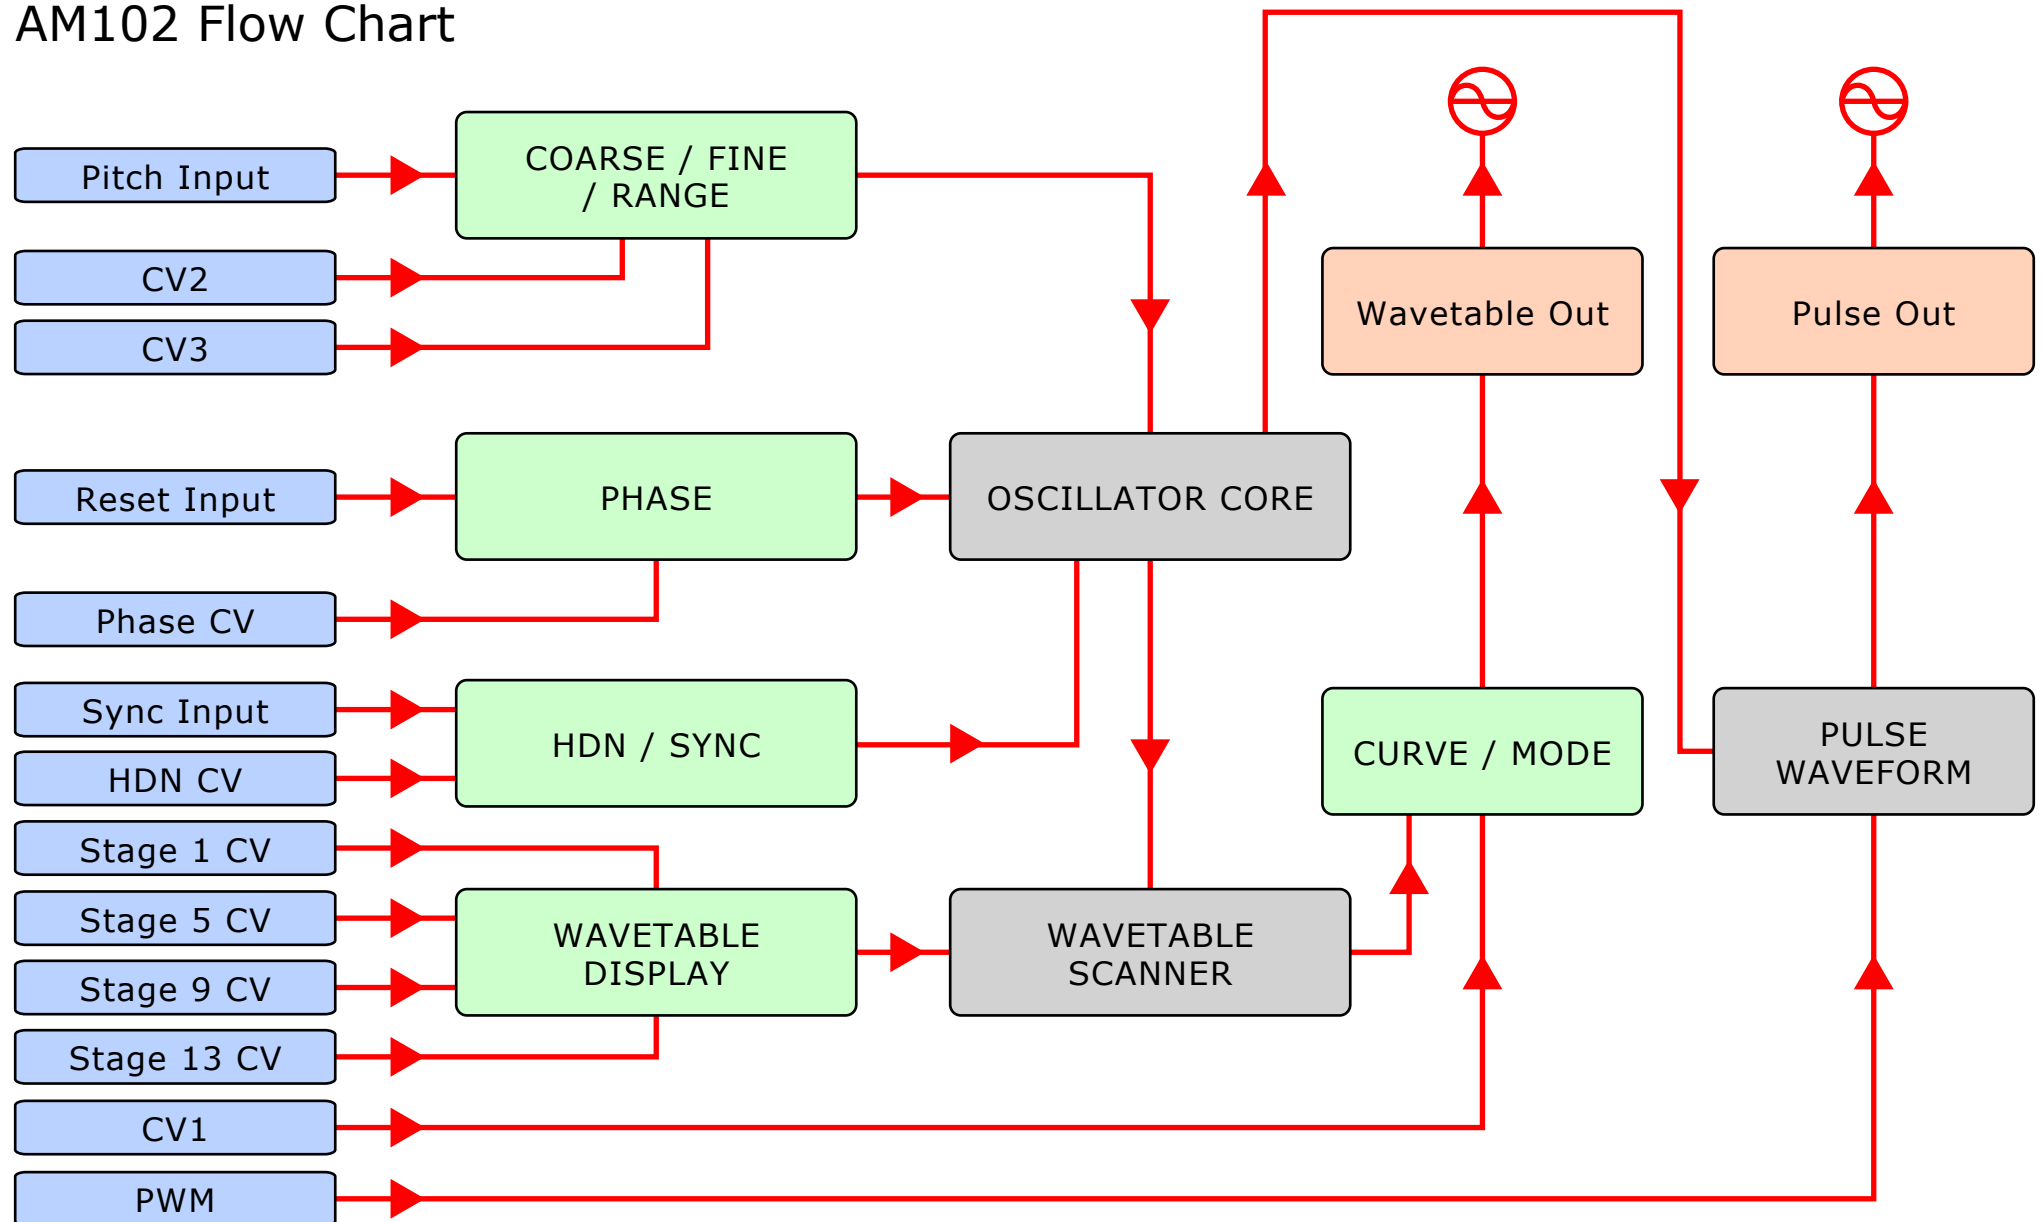 AM102 Flow Chart
Pitch Input
COARSE / FINE
/ RANGE
CV2
CV3
Wavetable Out
Pulse Out
Reset Input
PHASE
OSCILLATOR CORE
Phase CV
Sync Input
HDN / SYNC
HDN CV
CURVE / MODE
PULSE
WAVEFORM
Stage 1 CV
Stage 5 CV
Stage 9 CV
Stage 13 CV
WAVETABLE
DISPLAY
WAVETABLE
SCANNER
CV1
PWM